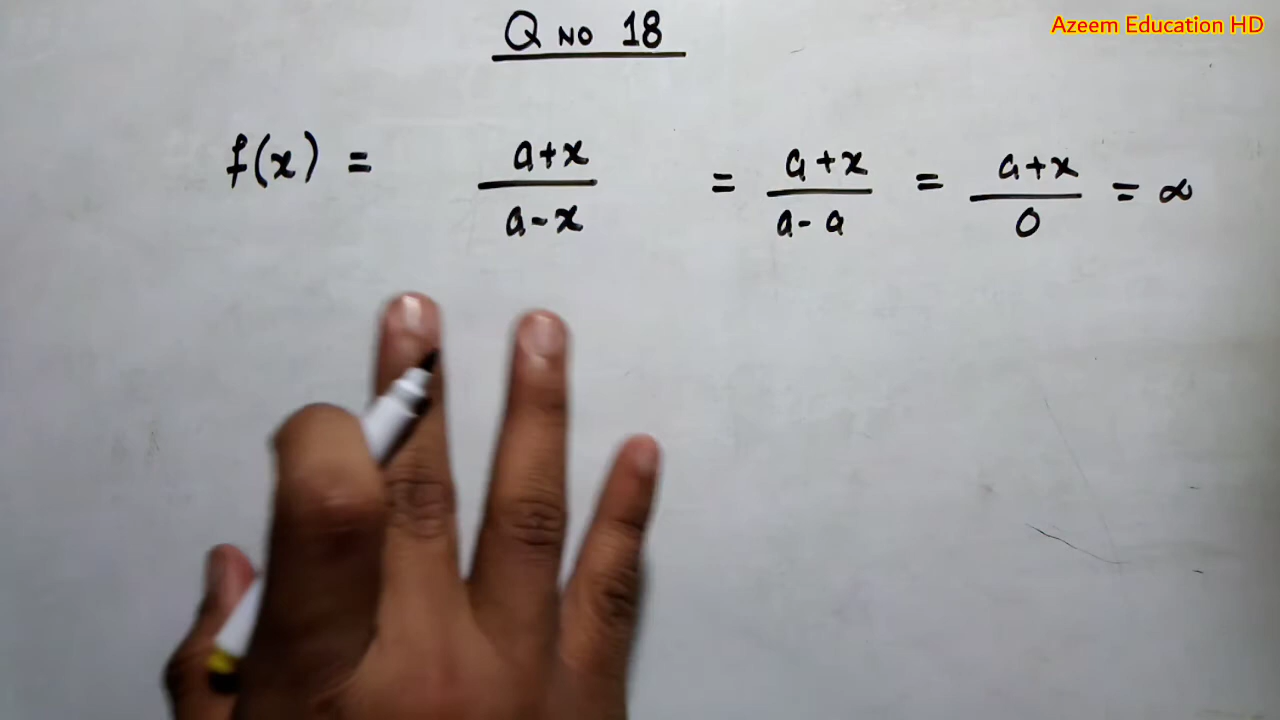 Azeem Education HD
Q NO 18
f(x) = a+x / a-x = a+x / a-a = a+x / 0 = ∞